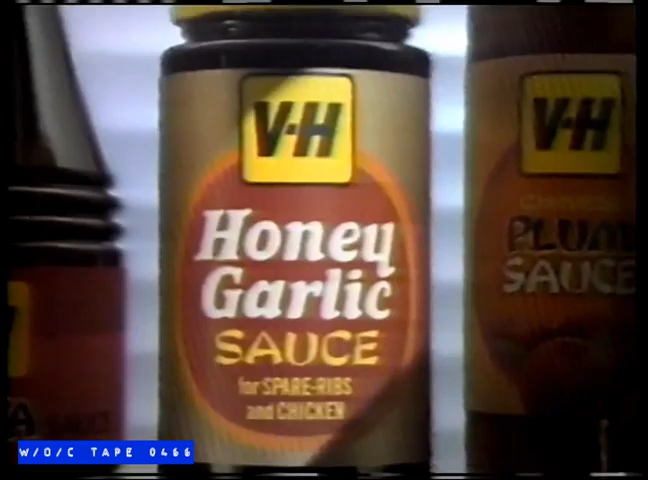 V-H
Honey
Garlic
SAUCE
for SPARE-RIBS
and CHICKEN
V-H
PLUM
SAUCE
W/O/C TAPE 0466